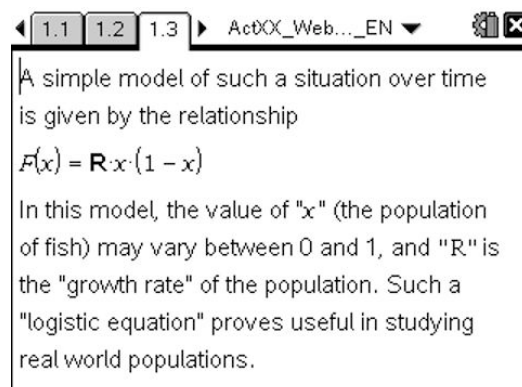 1.1 1.2 1.3 ActXX_Web..._EN
A simple model of such a situation over time
is given by the relationship
F(x) = R·x·(1 − x)
In this model, the value of "x" (the population
of fish) may vary between 0 and 1, and "R" is
the "growth rate" of the population. Such a
"logistic equation" proves useful in studying
real world populations.